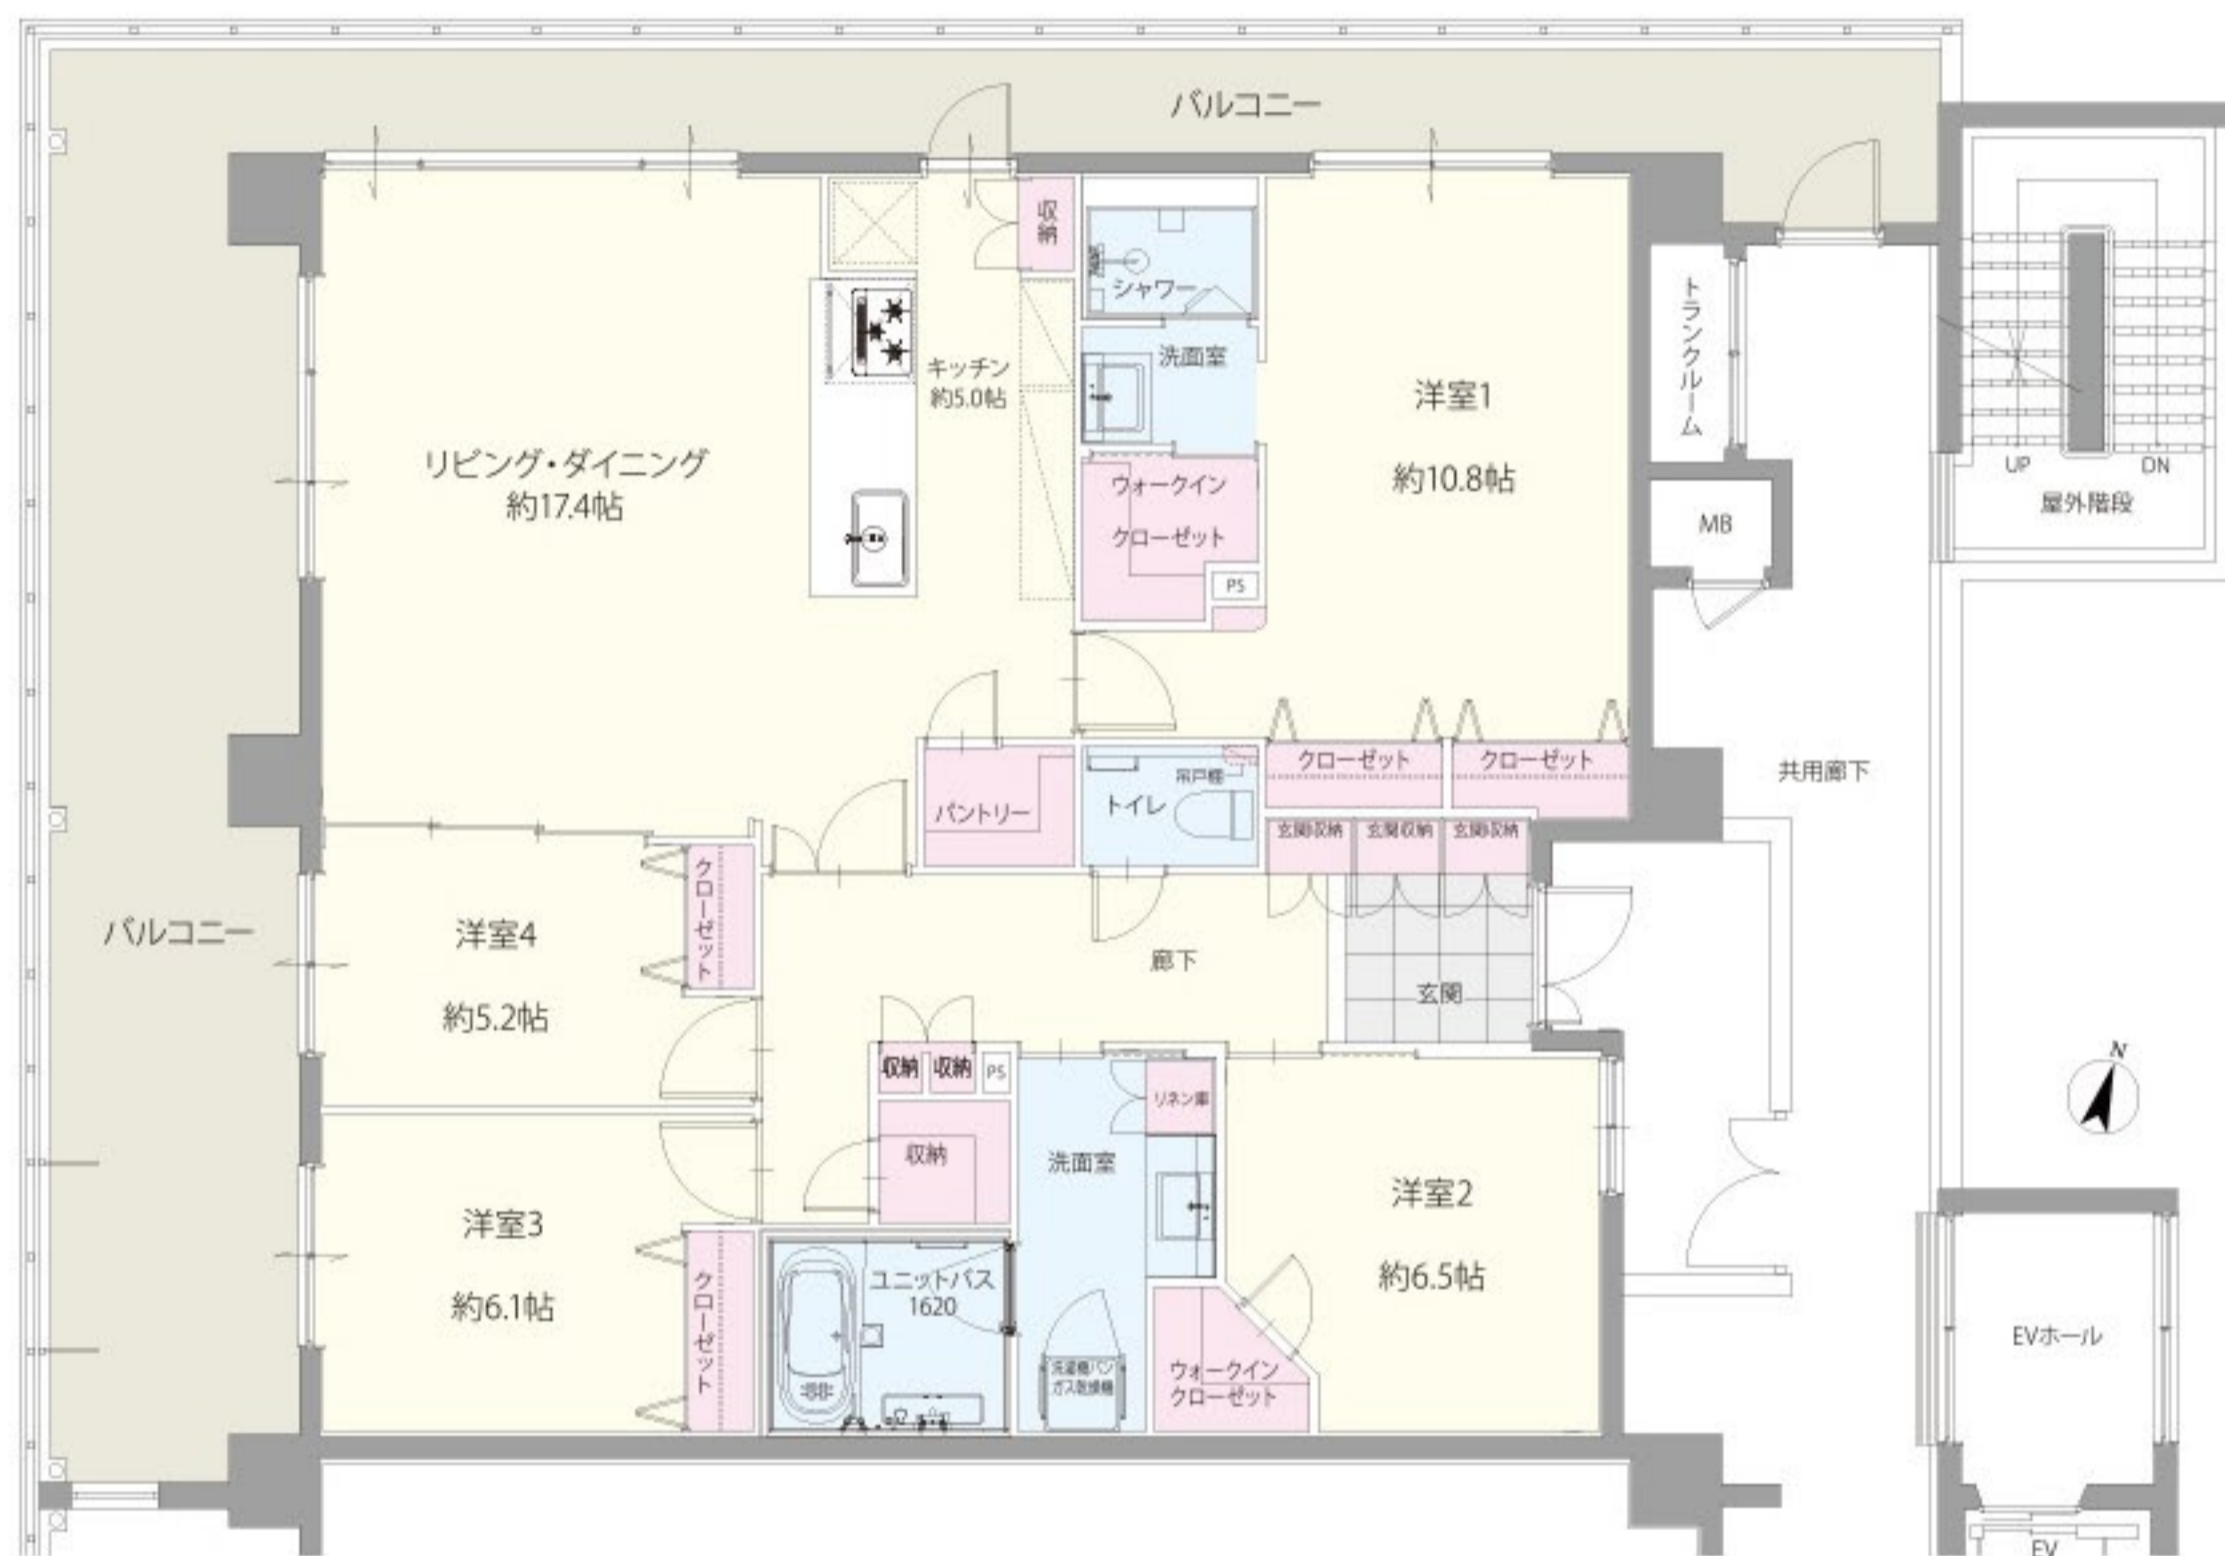 バルコニー
収納
シャワー
洗面室
キッチン
約5.0帖
リビング・ダイニング
約17.4帖
洋室1
約10.8帖
ウォークイン
クローゼット
PS
トランクルーム
MB
UP
DN
屋外階段
共用廊下
クローゼット
クローゼット
パントリー
トイレ
吊戸棚
玄関収納
玄関収納
玄関収納
バルコニー
洋室4
約5.2帖
クローゼット
廊下
玄関
収納
収納
PS
収納
洗面室
リネン庫
洋室2
約6.5帖
洋室3
約6.1帖
クローゼット
ユニットバス
1620
洗濯機パン
ガス乾燥機
ウォークイン
クローゼット
N
EVホール
EV